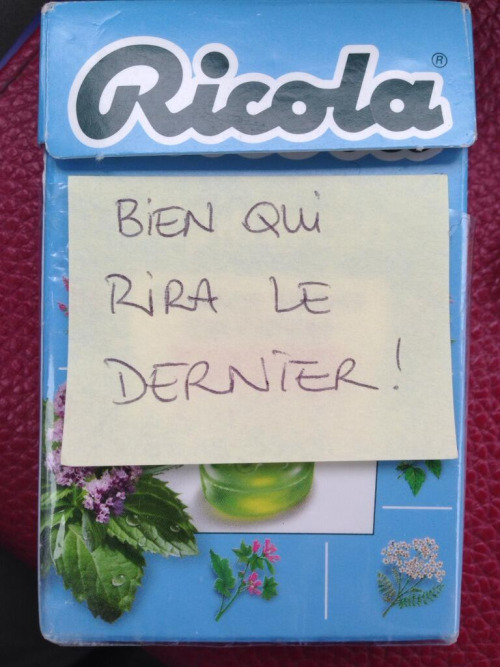 Ricola®
BiEN QUi
RiRA LE
DERNiER !